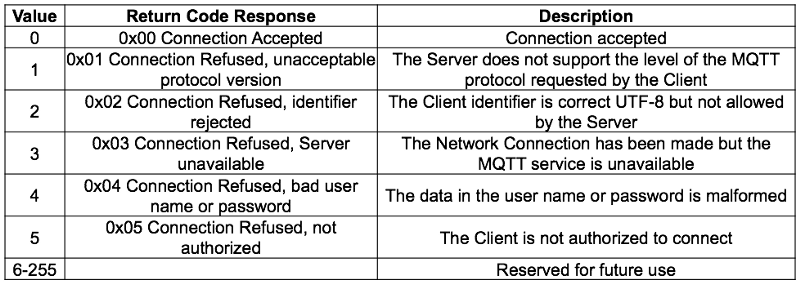 Value Return Code Response Description
0 0x00 Connection Accepted Connection accepted
1 0x01 Connection Refused, unacceptable protocol version The Server does not support the level of the MQTT protocol requested by the Client
2 0x02 Connection Refused, identifier rejected The Client identifier is correct UTF-8 but not allowed by the Server
3 0x03 Connection Refused, Server unavailable The Network Connection has been made but the MQTT service is unavailable
4 0x04 Connection Refused, bad user name or password The data in the user name or password is malformed
5 0x05 Connection Refused, not authorized The Client is not authorized to connect
6-255 Reserved for future use